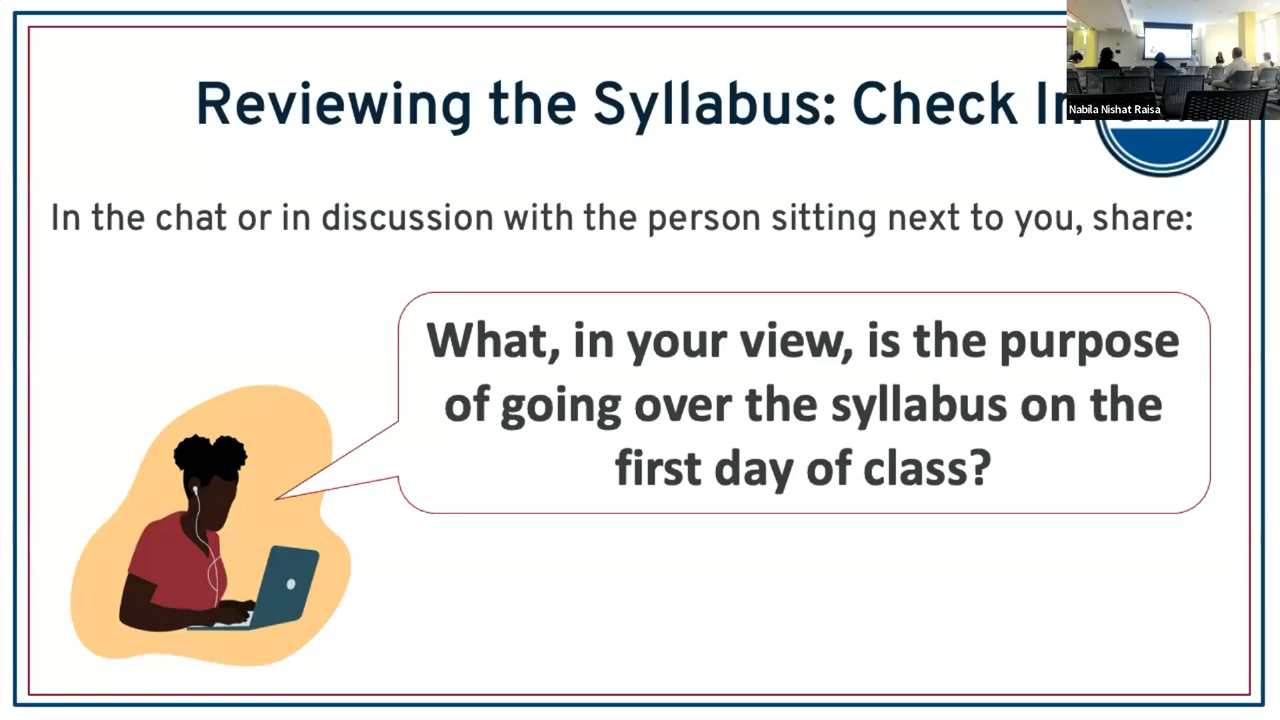 Reviewing the Syllabus: Check In
Nabila Nishat Raisa
In the chat or in discussion with the person sitting next to you, share:
What, in your view, is the purpose
of going over the syllabus on the
first day of class?